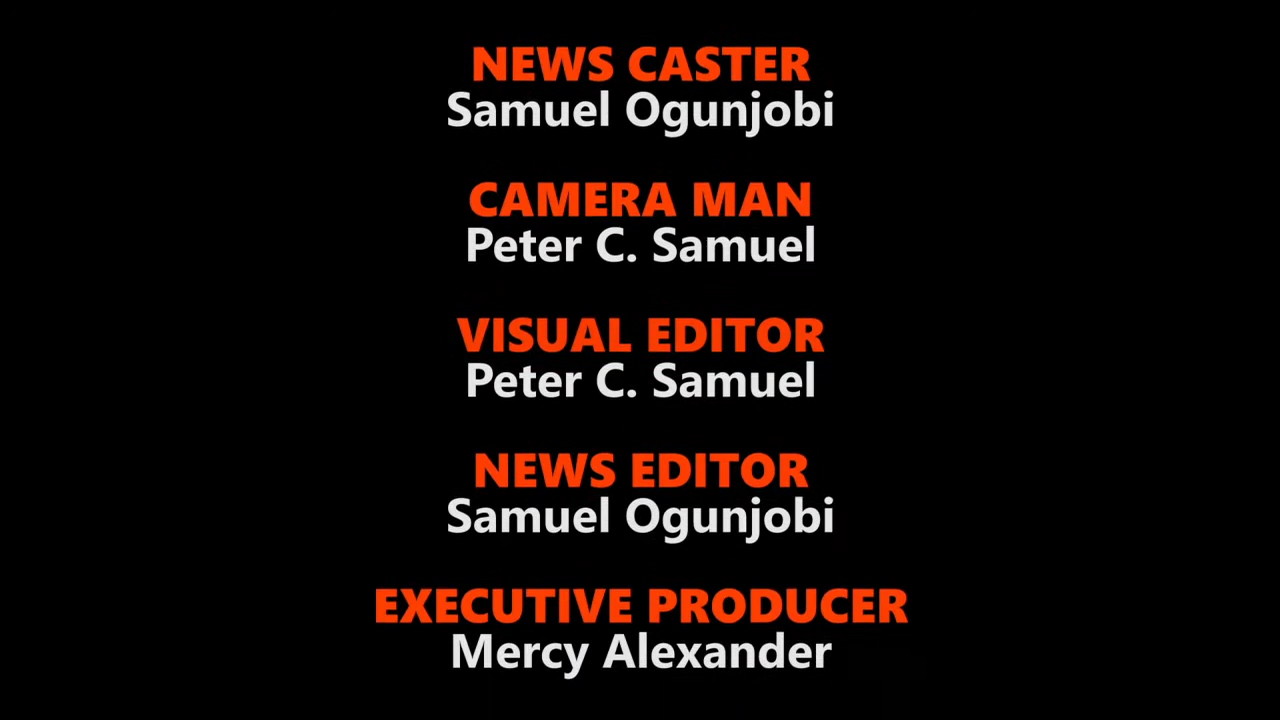 NEWS CASTER
Samuel Ogunjobi
CAMERA MAN
Peter C. Samuel
VISUAL EDITOR
Peter C. Samuel
NEWS EDITOR
Samuel Ogunjobi
EXECUTIVE PRODUCER
Mercy Alexander